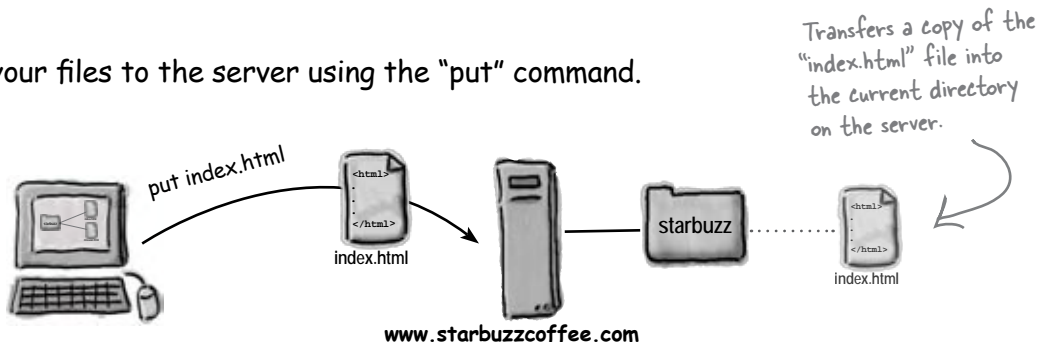 Transfers a copy of the
“index.html” file into
the current directory
on the server.
your files to the server using the “put” command.
put index.html
<html>
.
.
.
</html>
index.html
starbuzz
<html>
.
.
.
</html>
index.html
www.starbuzzcoffee.com